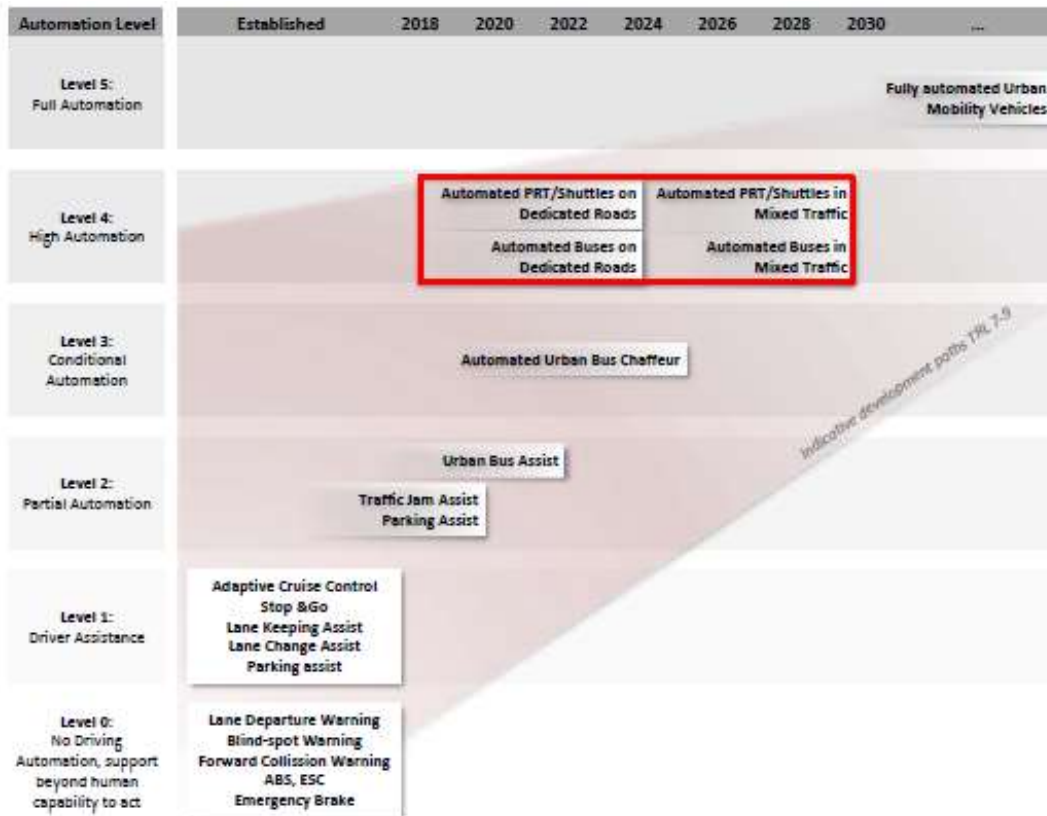 Automation Level
Established 2018 2020 2022 2024 2026 2028 2030 ...
Level 5:
Full Automation
Fully automated Urban
Mobility Vehicles
Level 4:
High Automation
Automated PRT/Shuttles on
Dedicated Roads
Automated PRT/Shuttles in
Mixed Traffic
Automated Buses on
Dedicated Roads
Automated Buses in
Mixed Traffic
Level 3:
Conditional
Automation
Automated Urban Bus Chaffeur
Indicative development paths TRL 7-9
Level 2:
Partial Automation
Urban Bus Assist
Traffic Jam Assist
Parking Assist
Level 1:
Driver Assistance
Adaptive Cruise Control
Stop &Go
Lane Keeping Assist
Lane Change Assist
Parking assist
Level 0:
No Driving
Automation, support
beyond human
capability to act
Lane Departure Warning
Blind-spot Warning
Forward Collission Warning
ABS, ESC
Emergency Brake